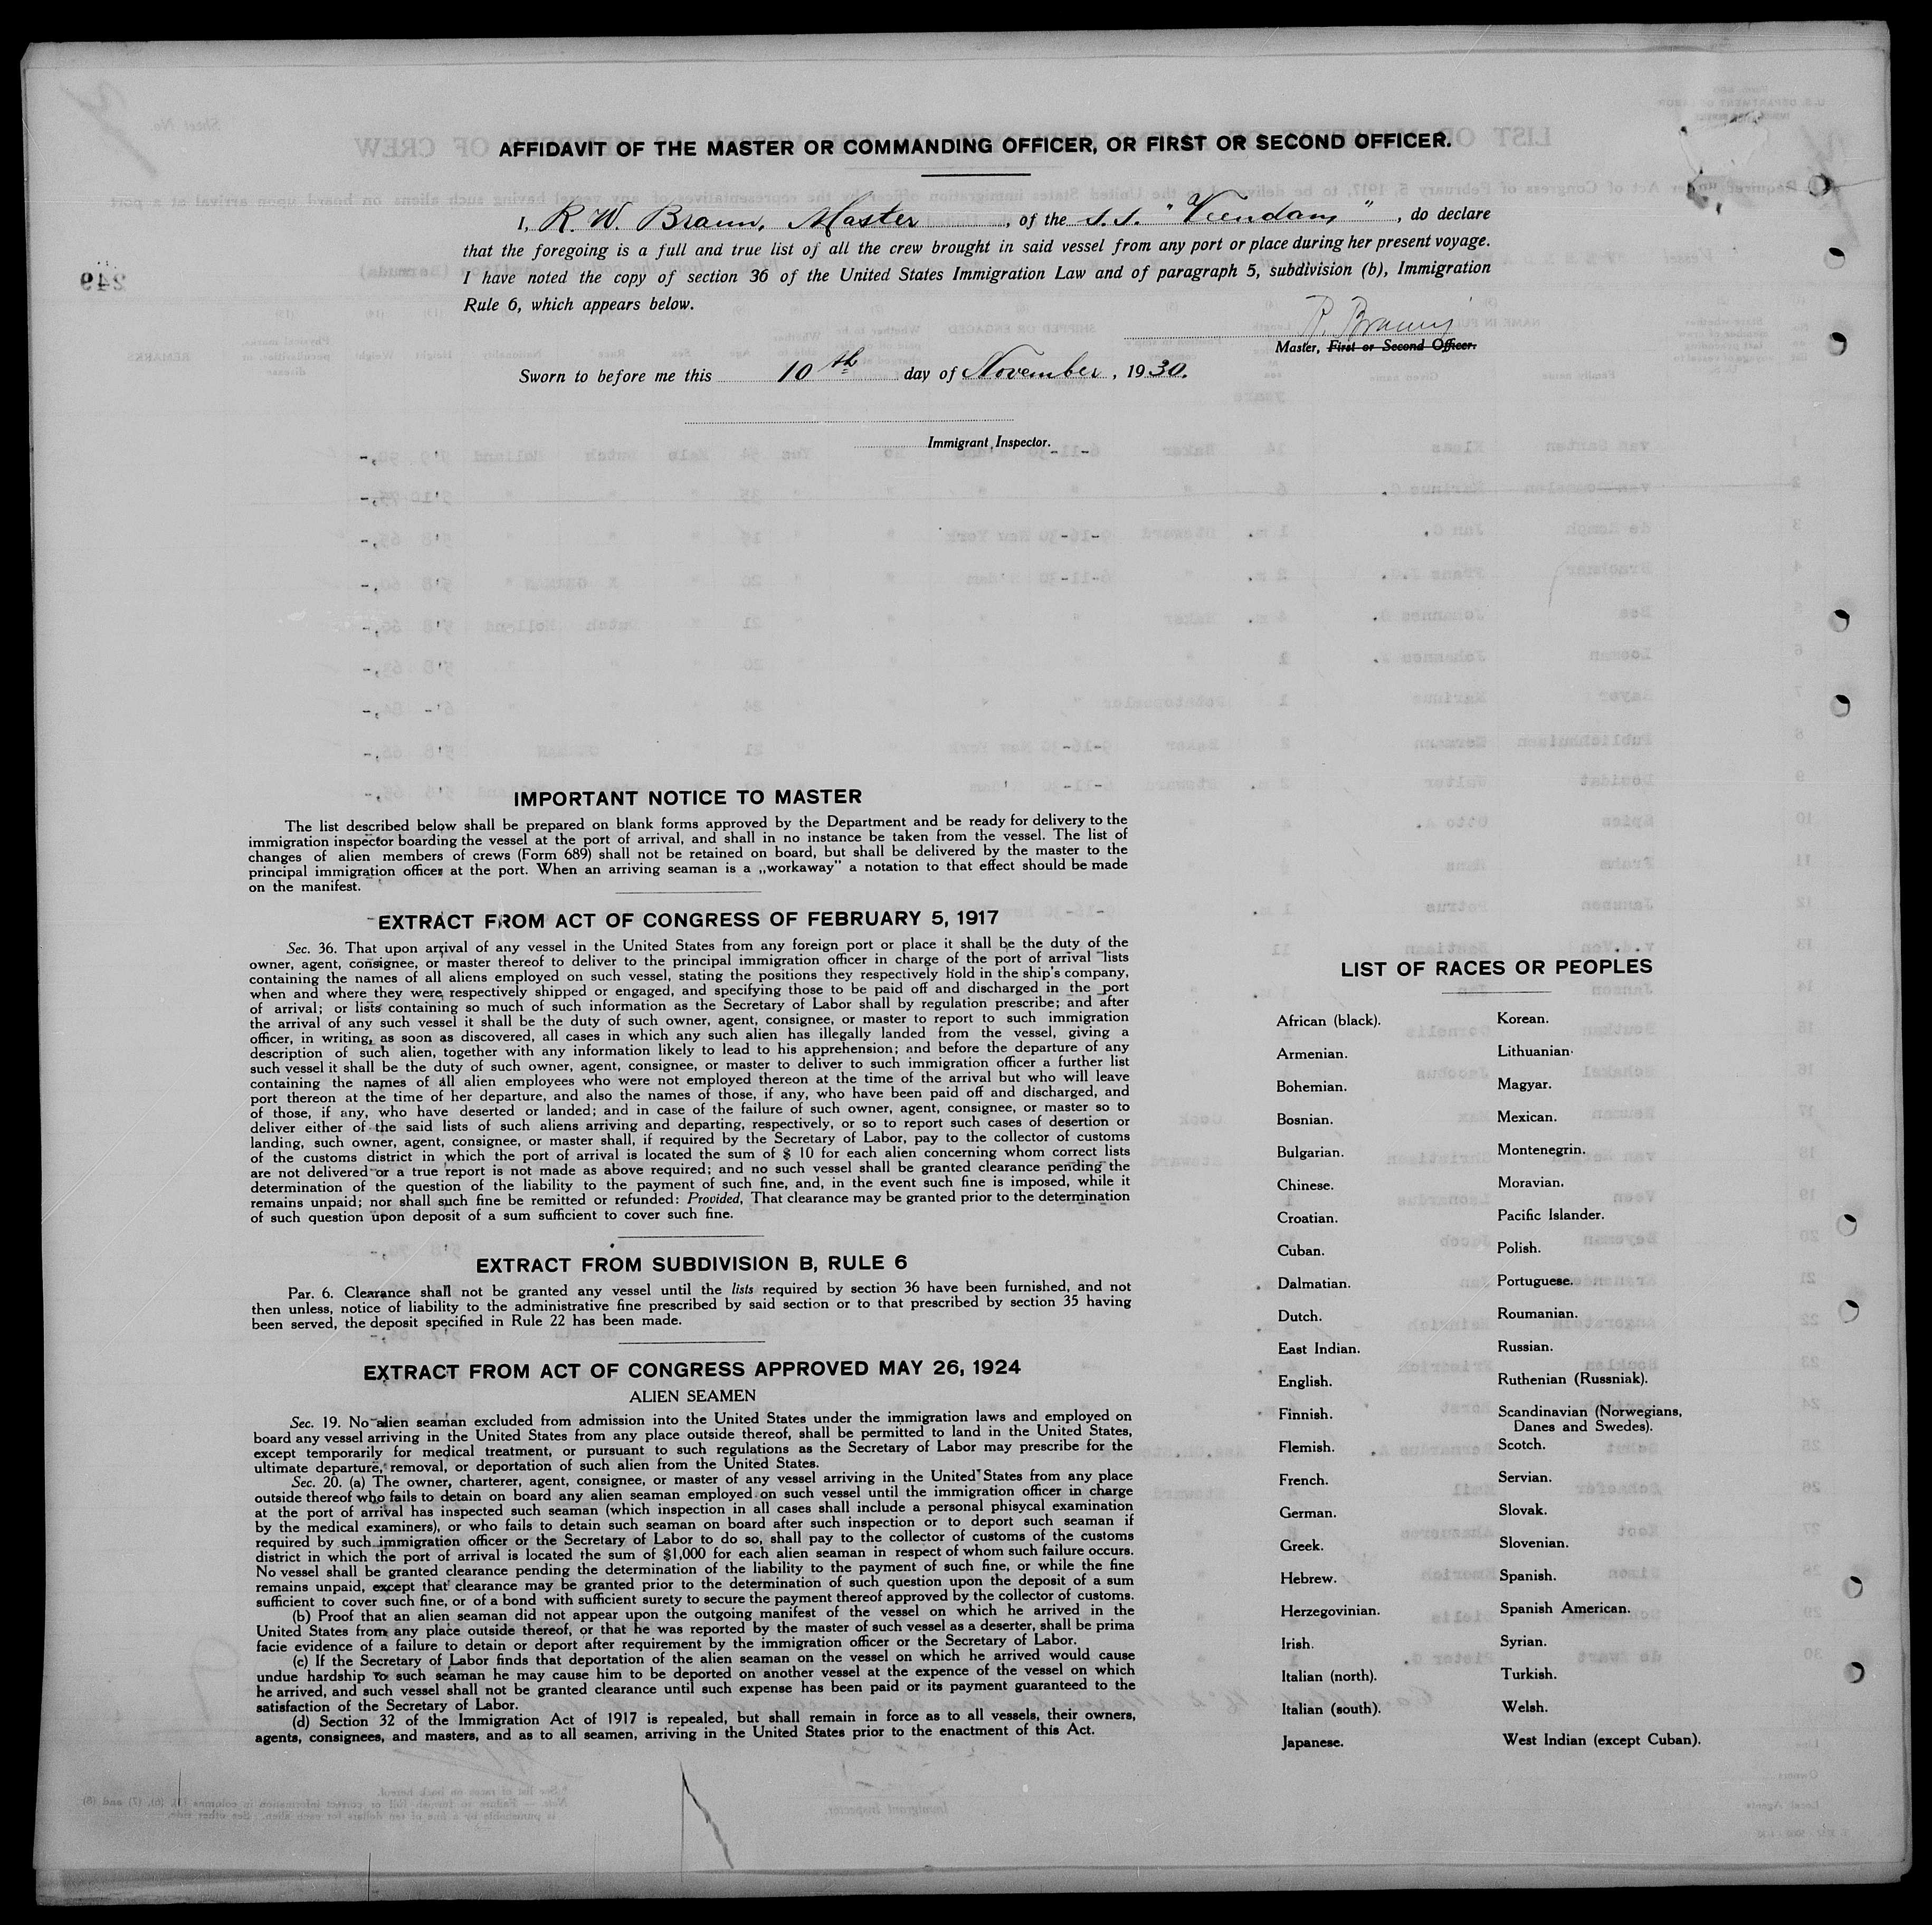 AFFIDAVIT OF THE MASTER OR COMMANDING OFFICER, OR FIRST OR SECOND OFFICER.
I, R. W. Braun, Master, of the S.S. "Veendam", do declare
that the foregoing is a full and true list of all the crew brought in said vessel from any port or place during her present voyage.
I have noted the copy of section 36 of the United States Immigration Law and of paragraph 5, subdivision (b), Immigration
Rule 6, which appears below.
Master, First or Second Officer.
Sworn to before me this 10th day of November, 1930.
Immigrant Inspector.
249
IMPORTANT NOTICE TO MASTER
The list described below shall be prepared on blank forms approved by the Department and be ready for delivery to the
immigration inspector boarding the vessel at the port of arrival, and shall in no instance be taken from the vessel. The list of
changes of alien members of crews (Form 689) shall not be retained on board, but shall be delivered by the master to the
principal immigration officer at the port. When an arriving seaman is a „workaway” a notation to that effect should be made
on the manifest.
EXTRACT FROM ACT OF CONGRESS OF FEBRUARY 5, 1917
Sec. 36. That upon arrival of any vessel in the United States from any foreign port or place it shall be the duty of the
owner, agent, consignee, or master thereof to deliver to the principal immigration officer in charge of the port of arrival lists
containing the names of all aliens employed on such vessel, stating the positions they respectively hold in the ship's company,
when and where they were respectively shipped or engaged, and specifying those to be paid off and discharged in the port
of arrival; or lists containing so much of such information as the Secretary of Labor shall by regulation prescribe; and after
the arrival of any such vessel it shall be the duty of such owner, agent, consignee, or master to report to such immigration
officer, in writing, as soon as discovered, all cases in which any such alien has illegally landed from the vessel, giving a
description of such alien, together with any information likely to lead to his apprehension; and before the departure of any
such vessel it shall be the duty of such owner, agent, consignee, or master to deliver to such immigration officer a further list
containing the names of all alien employees who were not employed thereon at the time of the arrival but who will leave
port thereon at the time of her departure, and also the names of those, if any, who have been paid off and discharged, and
of those, if any, who have deserted or landed; and in case of the failure of such owner, agent, consignee, or master so to
deliver either of the said lists of such aliens arriving and departing, respectively, or so to report such cases of desertion or
landing, such owner, agent, consignee, or master shall, if required by the Secretary of Labor, pay to the collector of customs
of the customs district in which the port of arrival is located the sum of $ 10 for each alien concerning whom correct lists
are not delivered or a true report is not made as above required; and no such vessel shall be granted clearance pending the
determination of the question of the liability to the payment of such fine, and, in the event such fine is imposed, while it
remains unpaid; nor shall such fine be remitted or refunded: Provided, That clearance may be granted prior to the determination
of such question upon deposit of a sum sufficient to cover such fine.
EXTRACT FROM SUBDIVISION B, RULE 6
Par. 6. Clearance shall not be granted any vessel until the lists required by section 36 have been furnished, and not
then unless, notice of liability to the administrative fine prescribed by said section or to that prescribed by section 35 having
been served, the deposit specified in Rule 22 has been made.
EXTRACT FROM ACT OF CONGRESS APPROVED MAY 26, 1924
ALIEN SEAMEN
Sec. 19. No alien seaman excluded from admission into the United States under the immigration laws and employed on
board any vessel arriving in the United States from any place outside thereof, shall be permitted to land in the United States,
except temporarily for medical treatment, or pursuant to such regulations as the Secretary of Labor may prescribe for the
ultimate departure, removal, or deportation of such alien from the United States.
Sec. 20. (a) The owner, charterer, agent, consignee, or master of any vessel arriving in the United States from any place
outside thereof who fails to detain on board any alien seaman employed on such vessel until the immigration officer in charge
at the port of arrival has inspected such seaman (which inspection in all cases shall include a personal phisycal examination
by the medical examiners), or who fails to detain such seaman on board after such inspection or to deport such seaman if
required by such immigration officer or the Secretary of Labor to do so, shall pay to the collector of customs of the customs
district in which the port of arrival is located the sum of $1,000 for each alien seaman in respect of whom such failure occurs.
No vessel shall be granted clearance pending the determination of the liability to the payment of such fine, or while the fine
remains unpaid, except that clearance may be granted prior to the determination of such question upon the deposit of a sum
sufficient to cover such fine, or of a bond with sufficient surety to secure the payment thereof approved by the collector of customs.
(b) Proof that an alien seaman did not appear upon the outgoing manifest of the vessel on which he arrived in the
United States from any place outside thereof, or that he was reported by the master of such vessel as a deserter, shall be prima
facie evidence of a failure to detain or deport after requirement by the immigration officer or the Secretary of Labor.
(c) If the Secretary of Labor finds that deportation of the alien seaman on the vessel on which he arrived would cause
undue hardship to such seaman he may cause him to be deported on another vessel at the expence of the vessel on which
he arrived, and such vessel shall not be granted clearance until such expense has been paid or its payment guaranteed to the
satisfaction of the Secretary of Labor.
(d) Section 32 of the Immigration Act of 1917 is repealed, but shall remain in force as to all vessels, their owners,
agents, consignees, and masters, and as to all seamen, arriving in the United States prior to the enactment of this Act.
LIST OF RACES OR PEOPLES
African (black).
Armenian.
Bohemian.
Bosnian.
Bulgarian.
Chinese.
Croatian.
Cuban.
Dalmatian.
Dutch.
East Indian.
English.
Finnish.
Flemish.
French.
German.
Greek.
Hebrew.
Herzegovinian.
Irish.
Italian (north).
Italian (south).
Japanese.
Korean.
Lithuanian.
Magyar.
Mexican.
Montenegrin.
Moravian.
Pacific Islander.
Polish.
Portuguese.
Roumanian.
Russian.
Ruthenian (Russniak).
Scandinavian (Norwegians,
Danes and Swedes).
Scotch.
Servian.
Slovak.
Slovenian.
Spanish.
Spanish American.
Syrian.
Turkish.
Welsh.
West Indian (except Cuban).